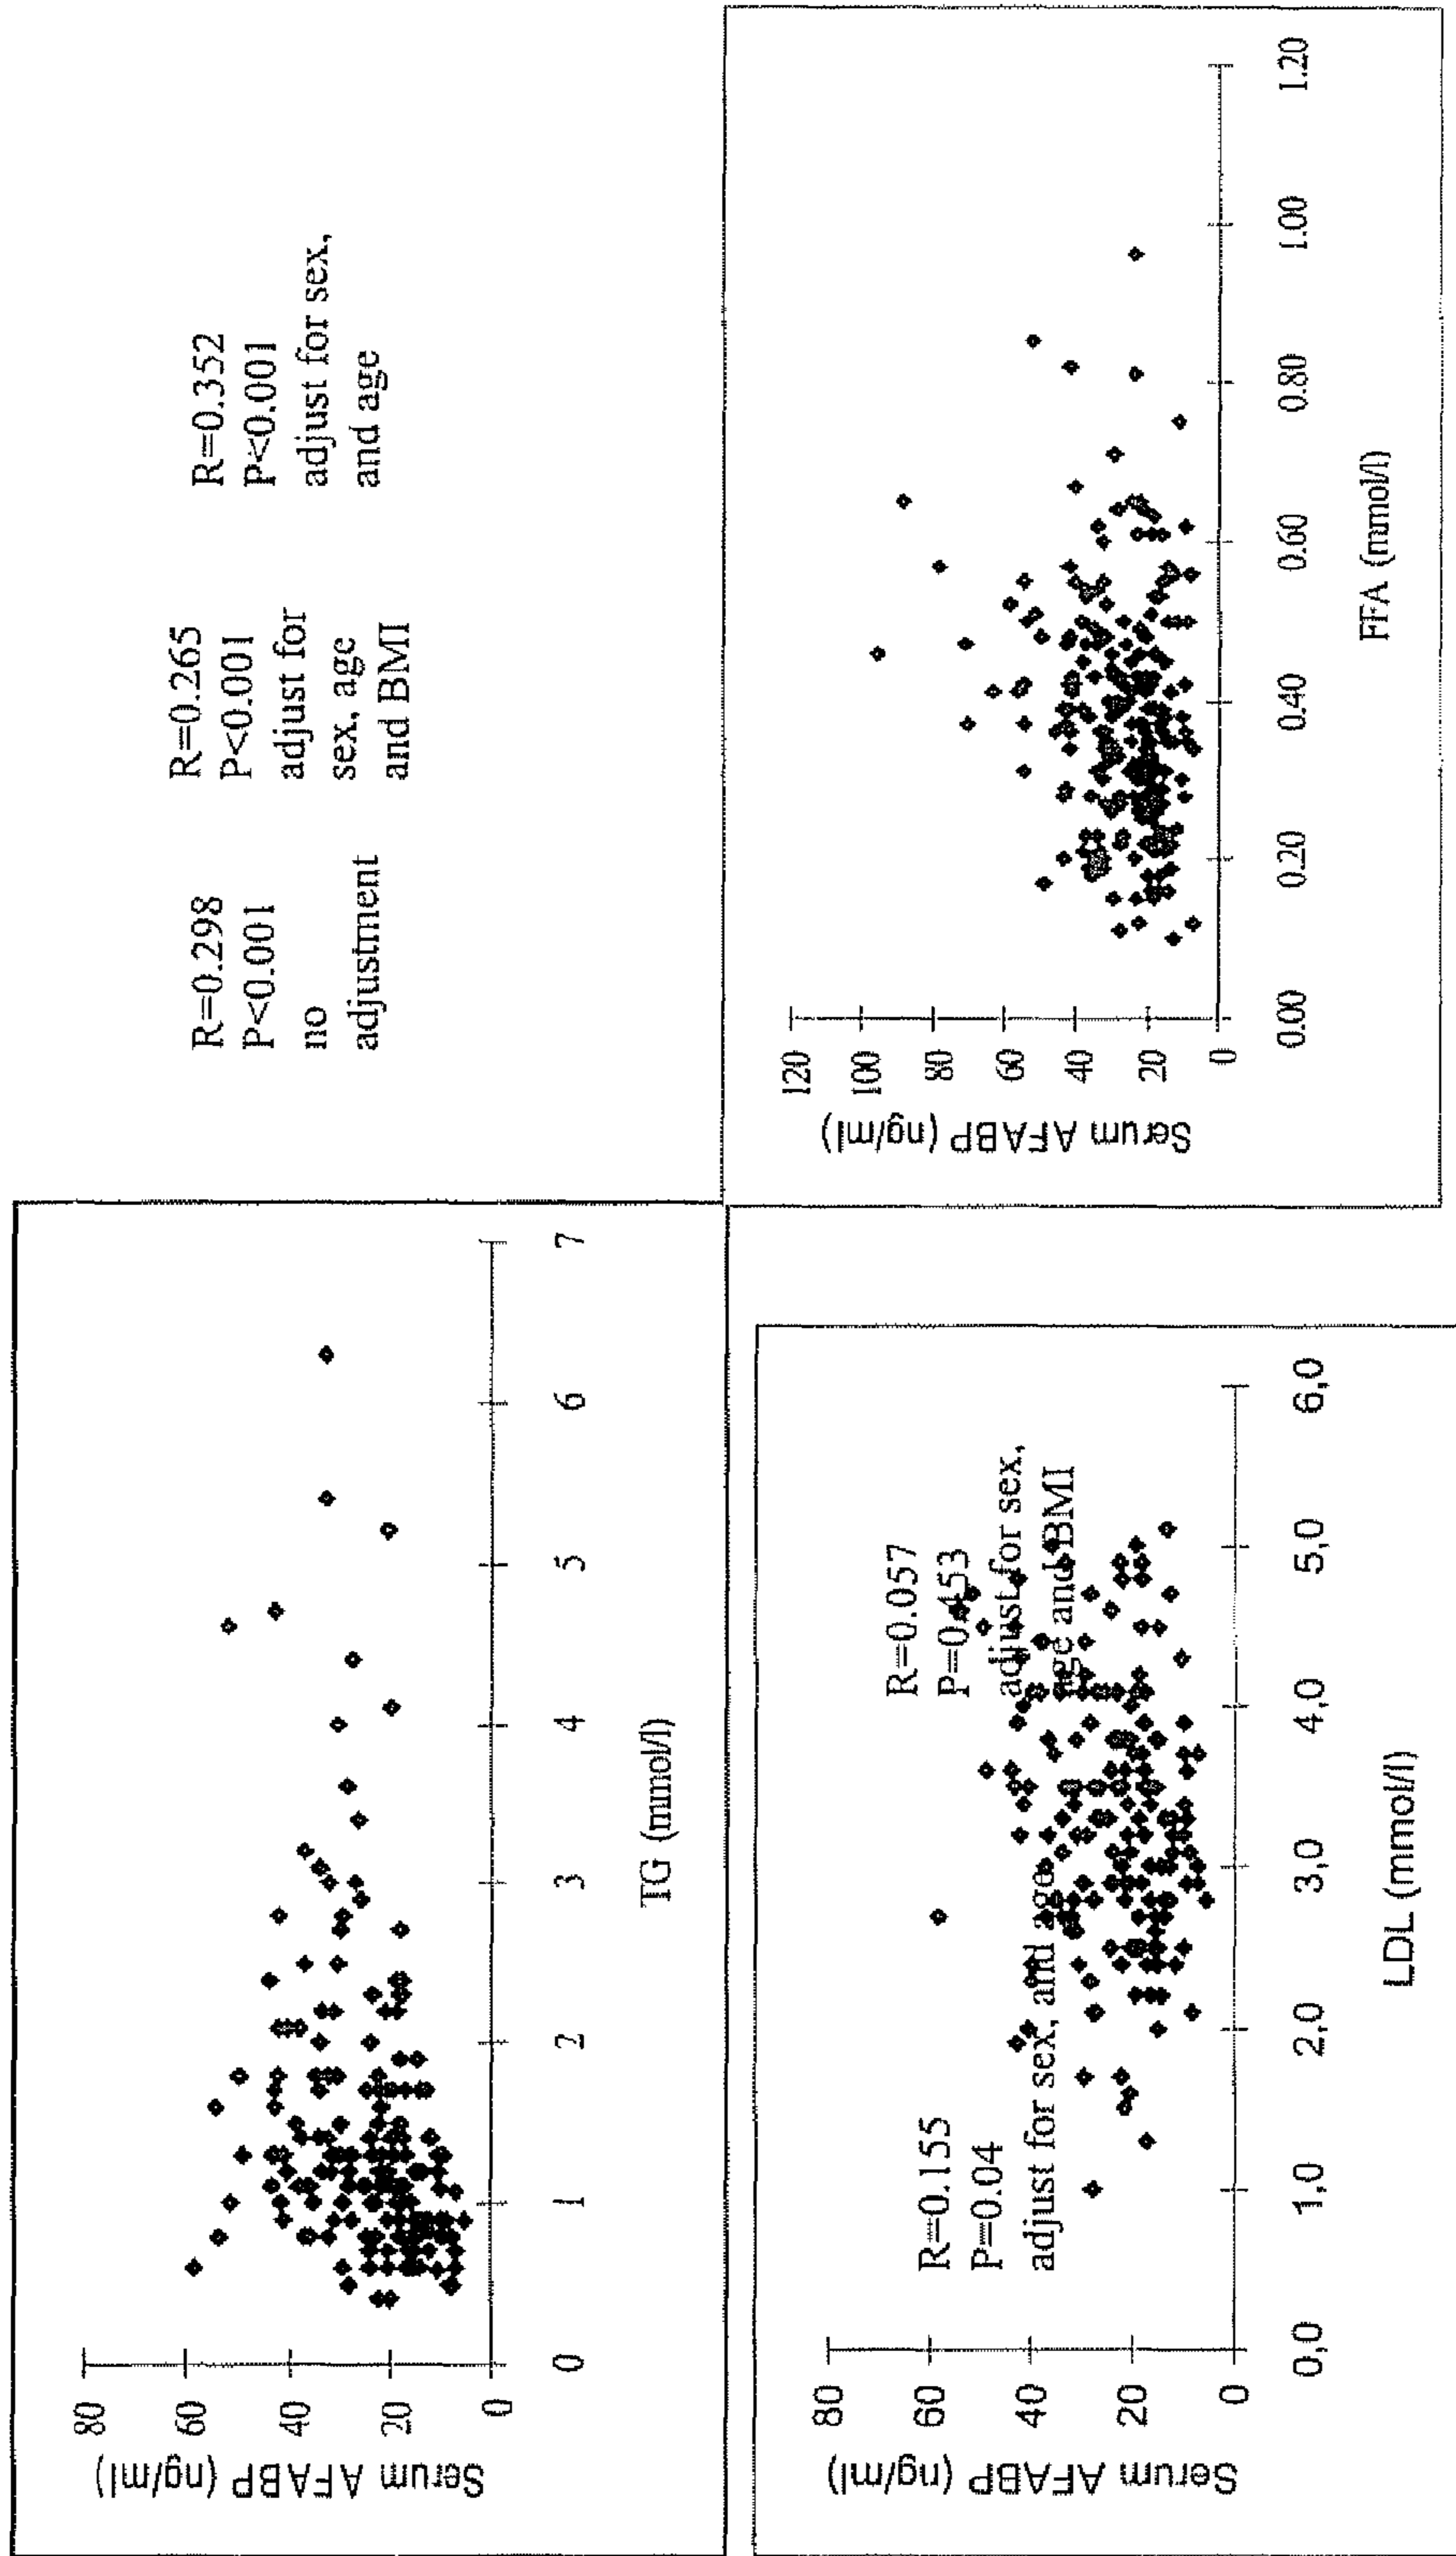 Serum AFABP (ng/ml)
80
60
40
20
0
0
1
2
3
4
5
6
7
TG (mmol/l)
R=0.298
P<0.001
no
adjustment
R=0.265
P<0.001
adjust for
sex, age
and BMI
R=0.352
P<0.001
adjust for sex,
and age
Serum AFABP (ng/ml)
80
60
40
20
0
R=0.155
P=0.04
adjust for sex, and age
R=0.057
P=0.453
adjust for sex,
age and BMI
0,0
1,0
2,0
3,0
4,0
5,0
6,0
LDL (mmol/l)
Serum AFABP (ng/ml)
120
100
80
60
40
20
0
0.00
0.20
0.40
0.60
0.80
1.00
1.20
FFA (mmol/l)